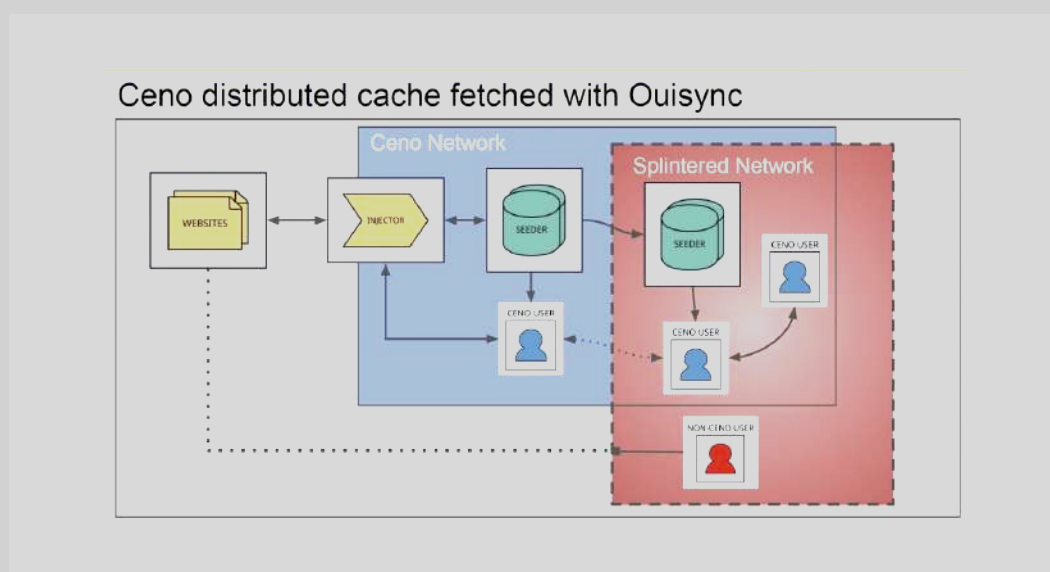 Ceno distributed cache fetched with Ouisync
Ceno Network
Splintered Network
WEBSITES
INJECTOR
SEEDER
SEEDER
CENO USER
CENO USER
CENO USER
NON-CENO USER